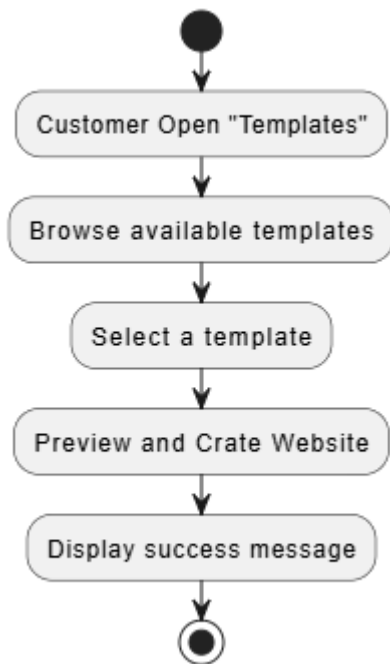 Customer Open "Templates"
Browse available templates
Select a template
Preview and Crate Website
Display success message